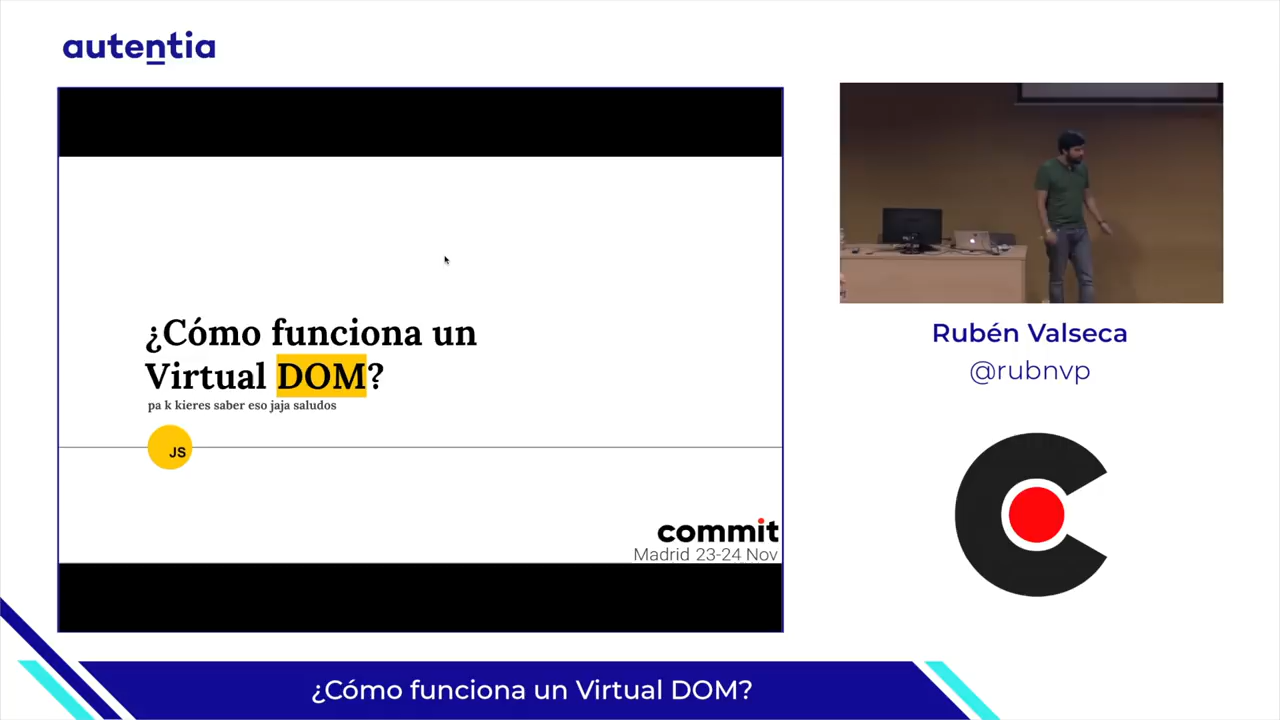 autentia
¿Cómo funciona un
Virtual DOM?
pa k kieres saber eso jaja saludos
JS
commit
Madrid 23-24 Nov
Rubén Valseca
@rubnvp
¿Cómo funciona un Virtual DOM?